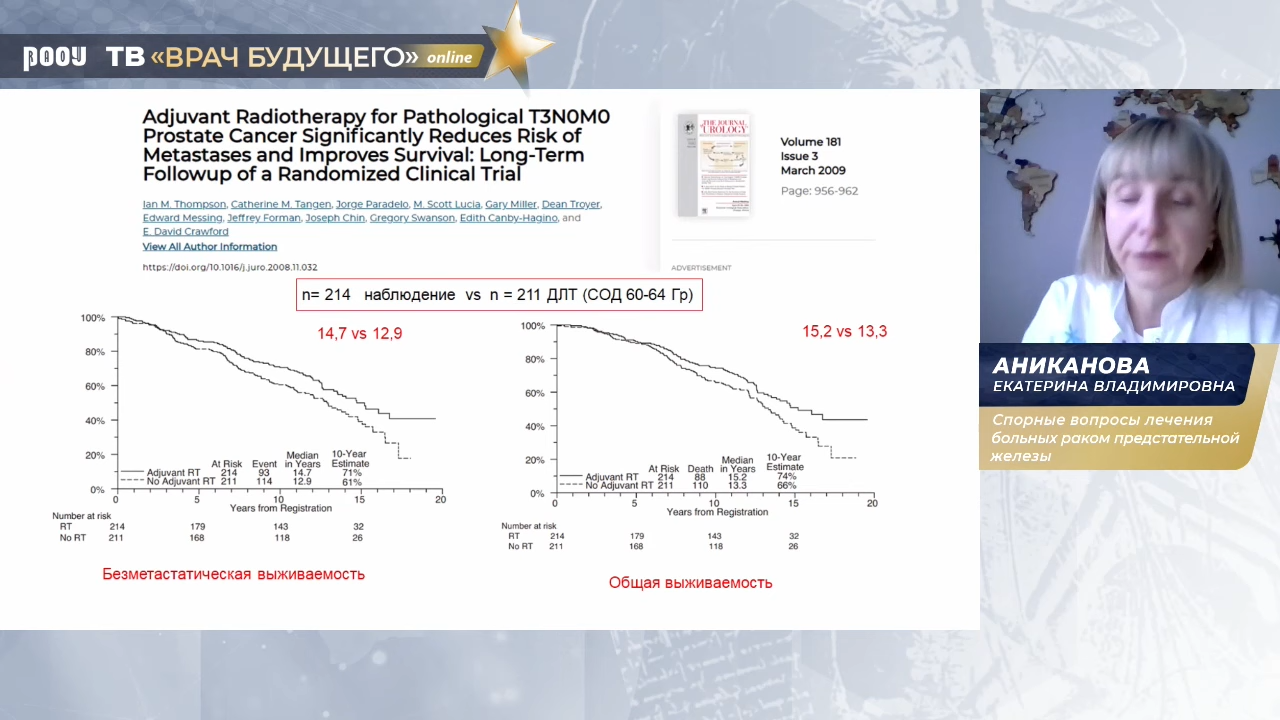 РООУ ТВ «ВРАЧ БУДУЩЕГО» online
Adjuvant Radiotherapy for Pathological T3N0M0
Prostate Cancer Significantly Reduces Risk of
Metastases and Improves Survival: Long-Term
Followup of a Randomized Clinical Trial
Ian M. Thompson, Catherine M. Tangen, Jorge Paradelo, M. Scott Lucia, Gary Miller, Dean Troyer,
Edward Messing, Jeffrey Forman, Joseph Chin, Gregory Swanson, Edith Canby-Hagino, and
E. David Crawford
View All Author Information
https://doi.org/10.1016/j.juro.2008.11.032
THE JOURNAL
UROLOGY
Volume 181
Issue 3
March 2009
Page: 956-962
ADVERTISEMENT
n= 214 наблюдение vs n = 211 ДЛТ (СОД 60-64 Гр)
14,7 vs 12,9
100%
80%
60%
40%
20%
0%
At Risk Event Median in Years 10-Year Estimate
Adjuvant RT 214 93 14.7 71%
No Adjuvant RT 211 114 12.9 61%
0 5 10 15 20
Years from Registration
Number at risk
RT 214 179 143 32
No RT 211 168 118 26
Безметастатическая выживаемость
15,2 vs 13,3
100%
80%
60%
40%
20%
0%
At Risk Death Median in Years 10-Year Estimate
Adjuvant RT 214 88 15.2 74%
No Adjuvant RT 211 110 13.3 66%
0 5 10 15 20
Years from Registration
Number at risk
RT 214 179 143 32
No RT 211 168 118 26
Общая выживаемость
АНИКАНОВА
ЕКАТЕРИНА ВЛАДИМИРОВНА
Спорные вопросы лечения
больных раком предстательной
железы